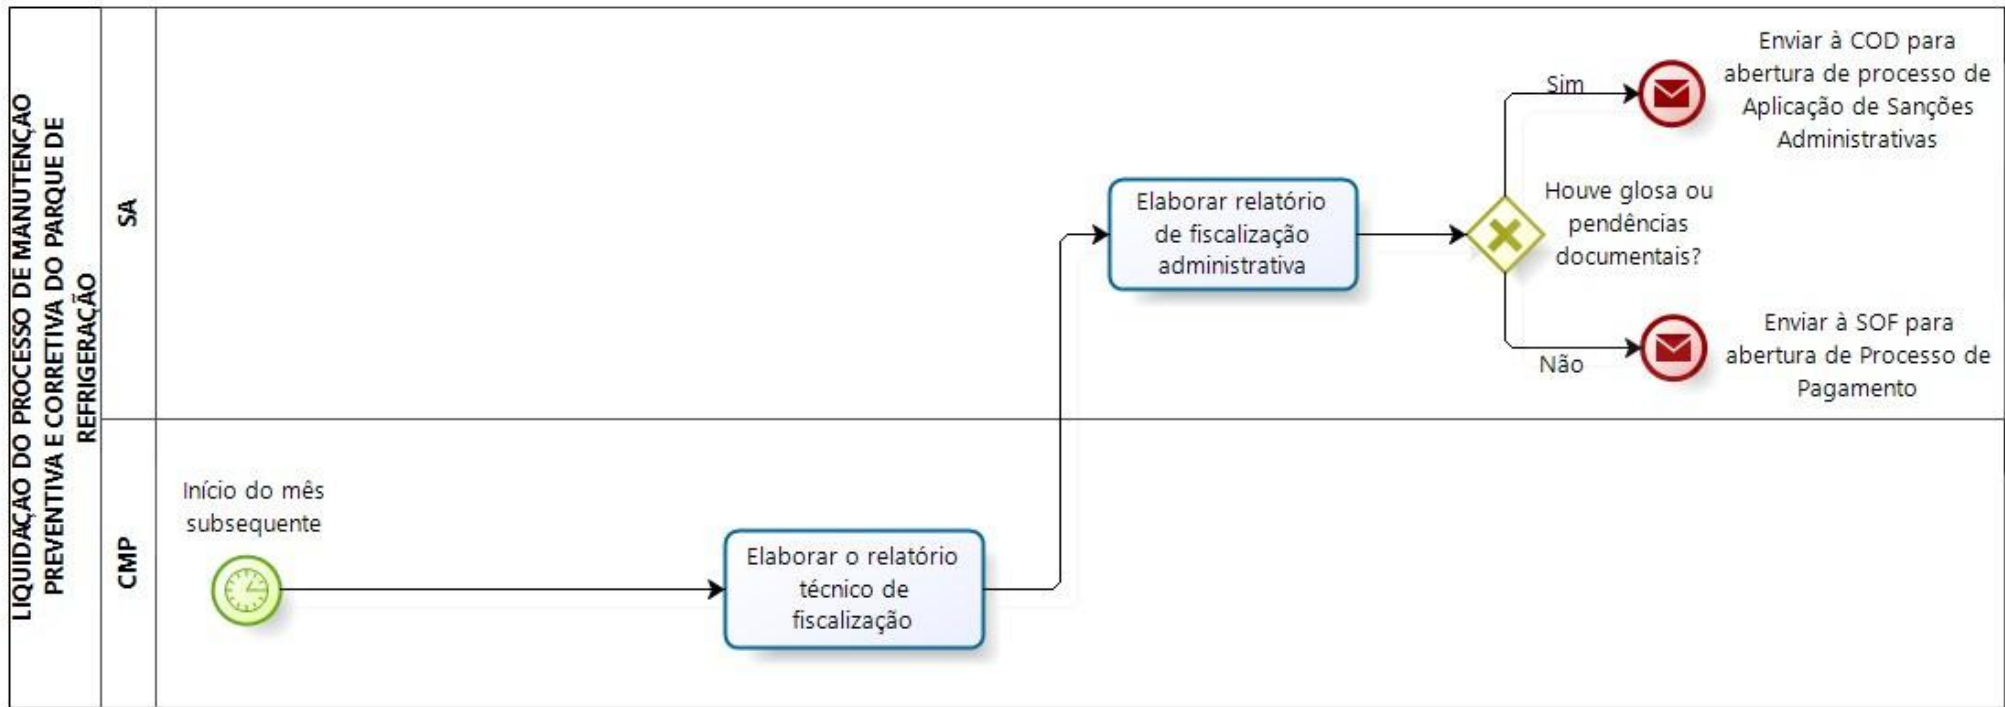 LIQUIDAÇÃO DO PROCESSO DE MANUTENÇÃO
PREVENTIVA E CORRETIVA DO PARQUE DE
REFRIGERAÇÃO
SA
Elaborar relatório
de fiscalização
administrativa
Houve glosa ou
pendências
documentais?
Sim
Enviar à COD para
abertura de processo de
Aplicação de Sanções
Administrativas
Não
Enviar à SOF para
abertura de Processo de
Pagamento
CMP
Início do mês
subsequente
Elaborar o relatório
técnico de
fiscalização